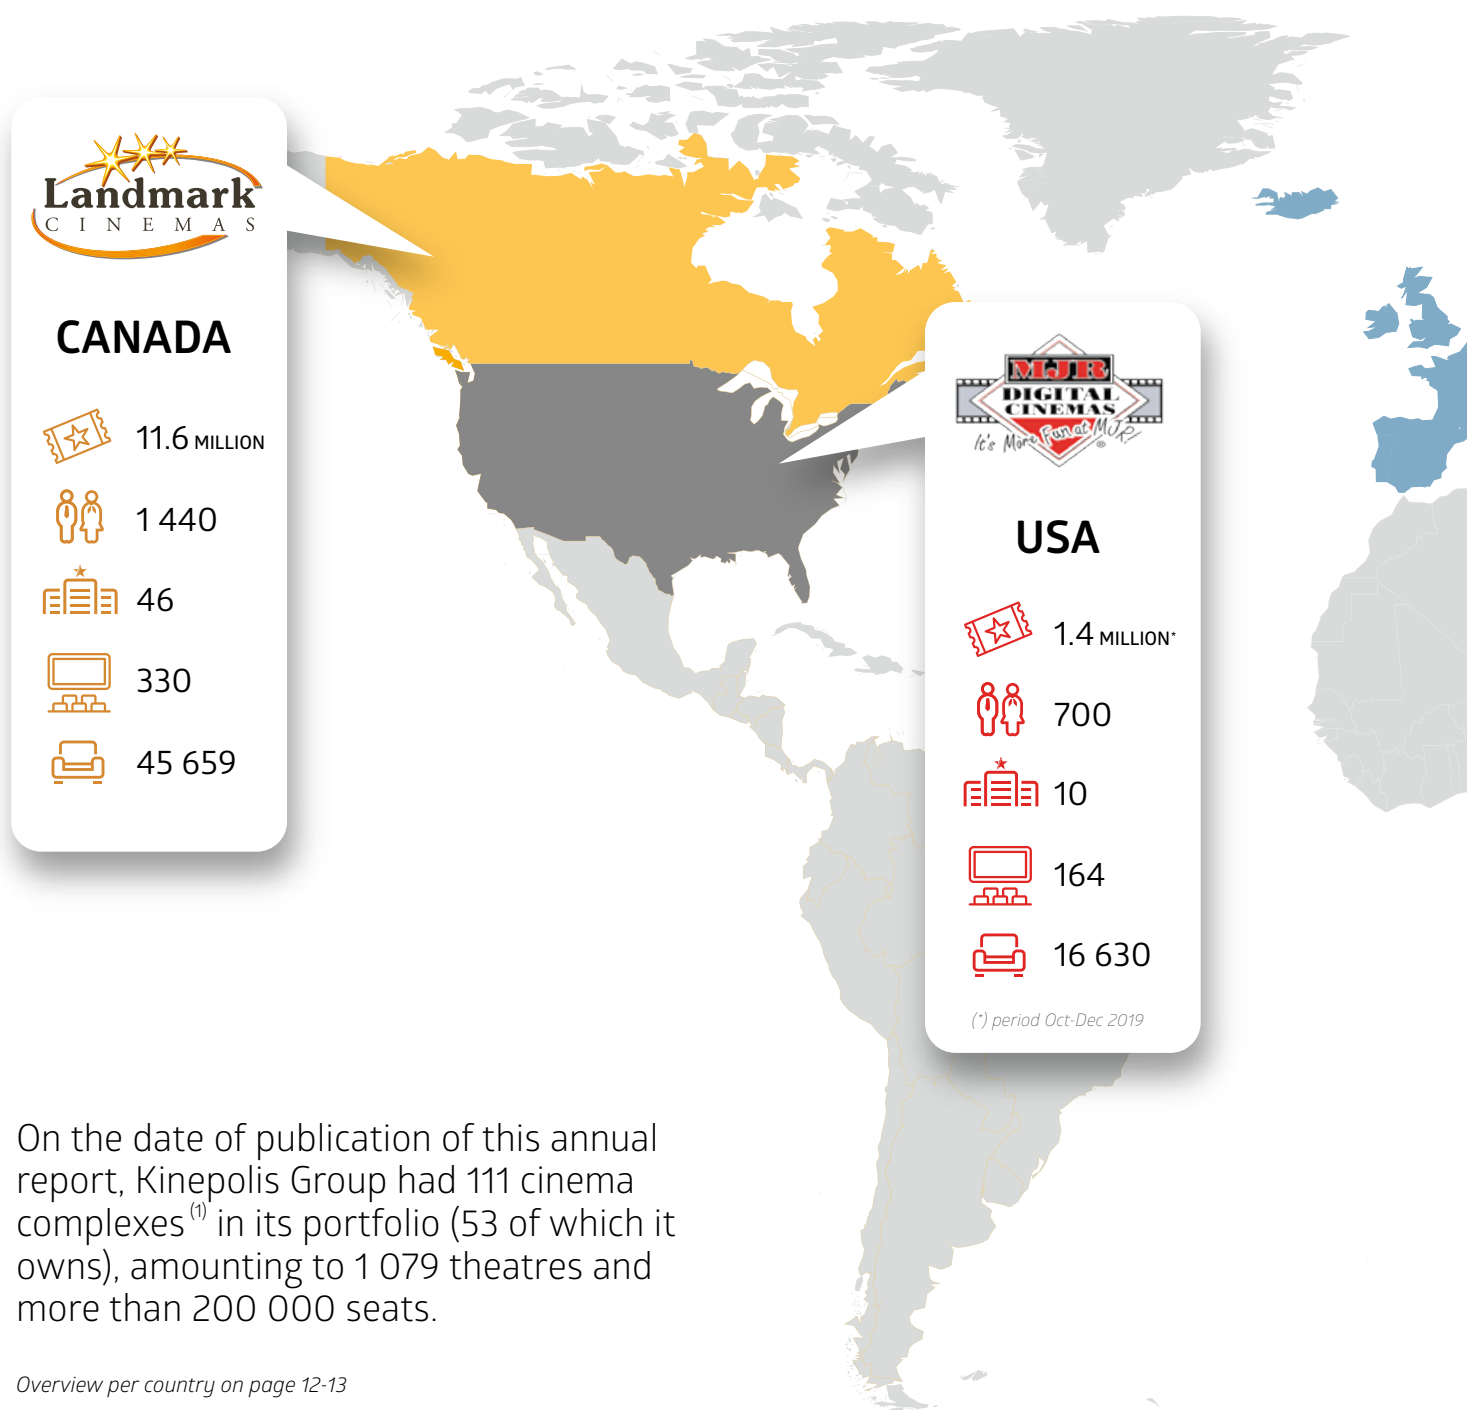 Landmark
CINEMAS
CANADA
11.6 MILLION
1 440
46
330
45 659
MJR
DIGITAL
CINEMAS
It's More Fun at MJR!
®
USA
1.4 MILLION*
700
10
164
16 630
(*) period Oct-Dec 2019
On the date of publication of this annual
report, Kinepolis Group had 111 cinema
complexes (1) in its portfolio (53 of which it
owns), amounting to 1 079 theatres and
more than 200 000 seats.
Overview per country on page 12-13